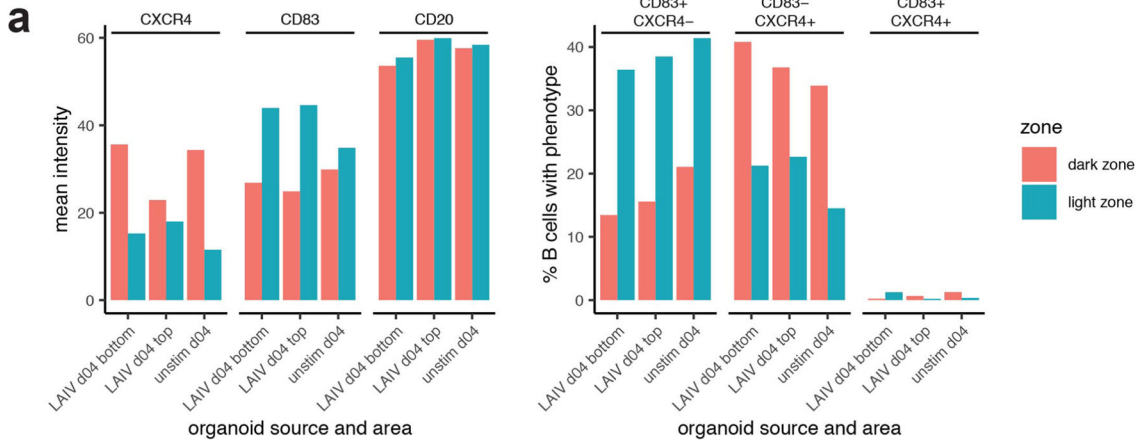 a
CXCR4 CD83 CD20
mean intensity
60
40
20
0
LAIV d04 bottom
LAIV d04 top
unstim d04
LAIV d04 bottom
LAIV d04 top
unstim d04
LAIV d04 bottom
LAIV d04 top
unstim d04
organoid source and area
CD83+ CD83− CD83+
CXCR4− CXCR4+ CXCR4+
% B cells with phenotype
40
30
20
10
0
LAIV d04 bottom
LAIV d04 top
unstim d04
LAIV d04 bottom
LAIV d04 top
unstim d04
LAIV d04 bottom
LAIV d04 top
unstim d04
organoid source and area
zone
dark zone
light zone